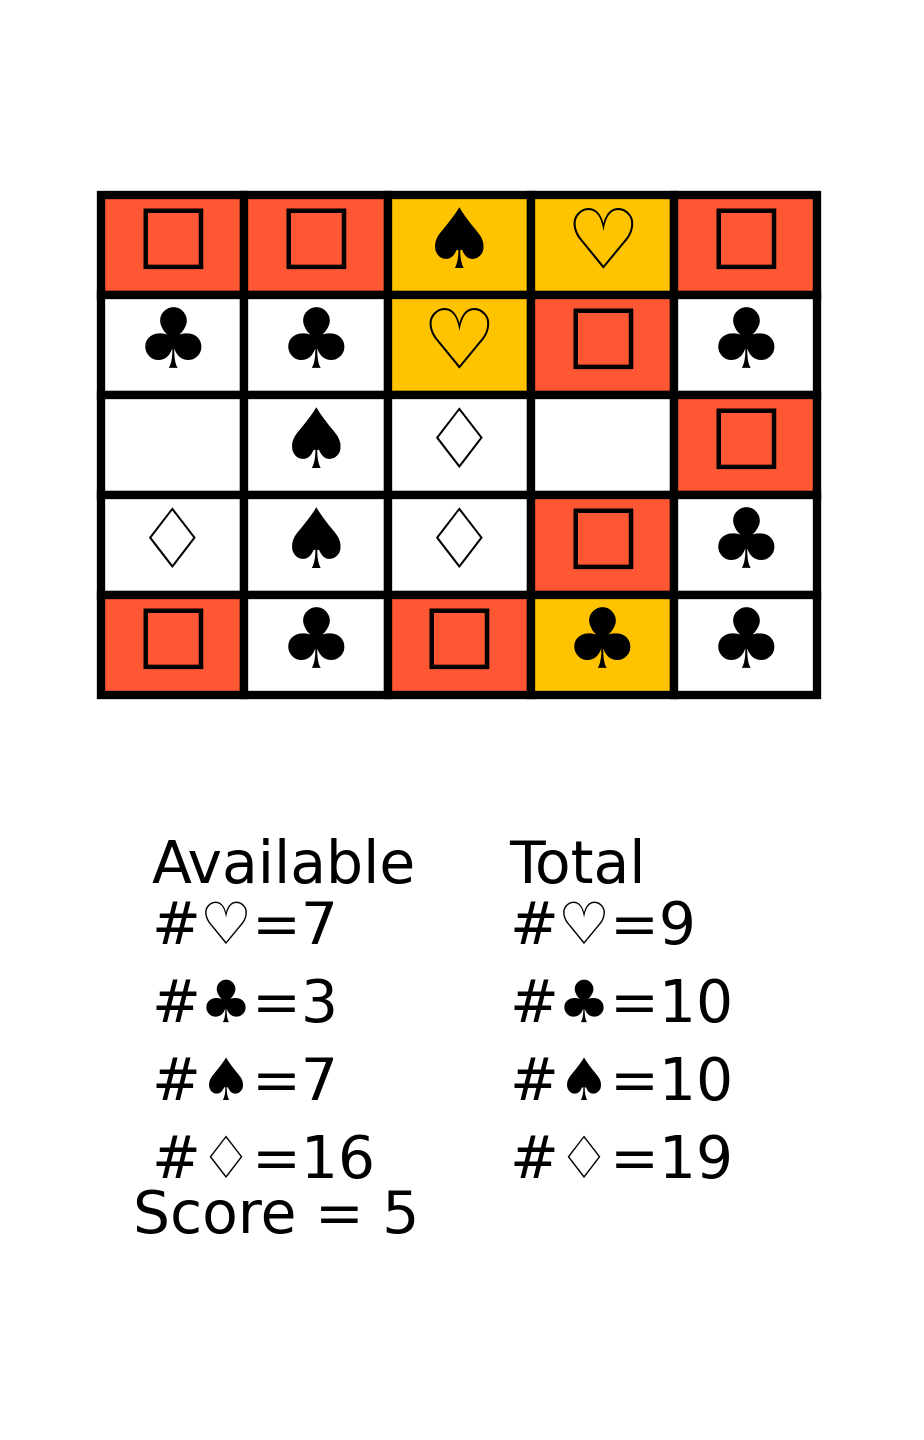 □ □ ♠ ♡ □
♣ ♣ ♡ □ ♣
♠ ♢ □
♢ ♠ ♢ □ ♣
□ ♣ □ ♣ ♣
Available Total
#♡=7 #♡=9
#♣=3 #♣=10
#♠=7 #♠=10
#♢=16 #♢=19
Score = 5